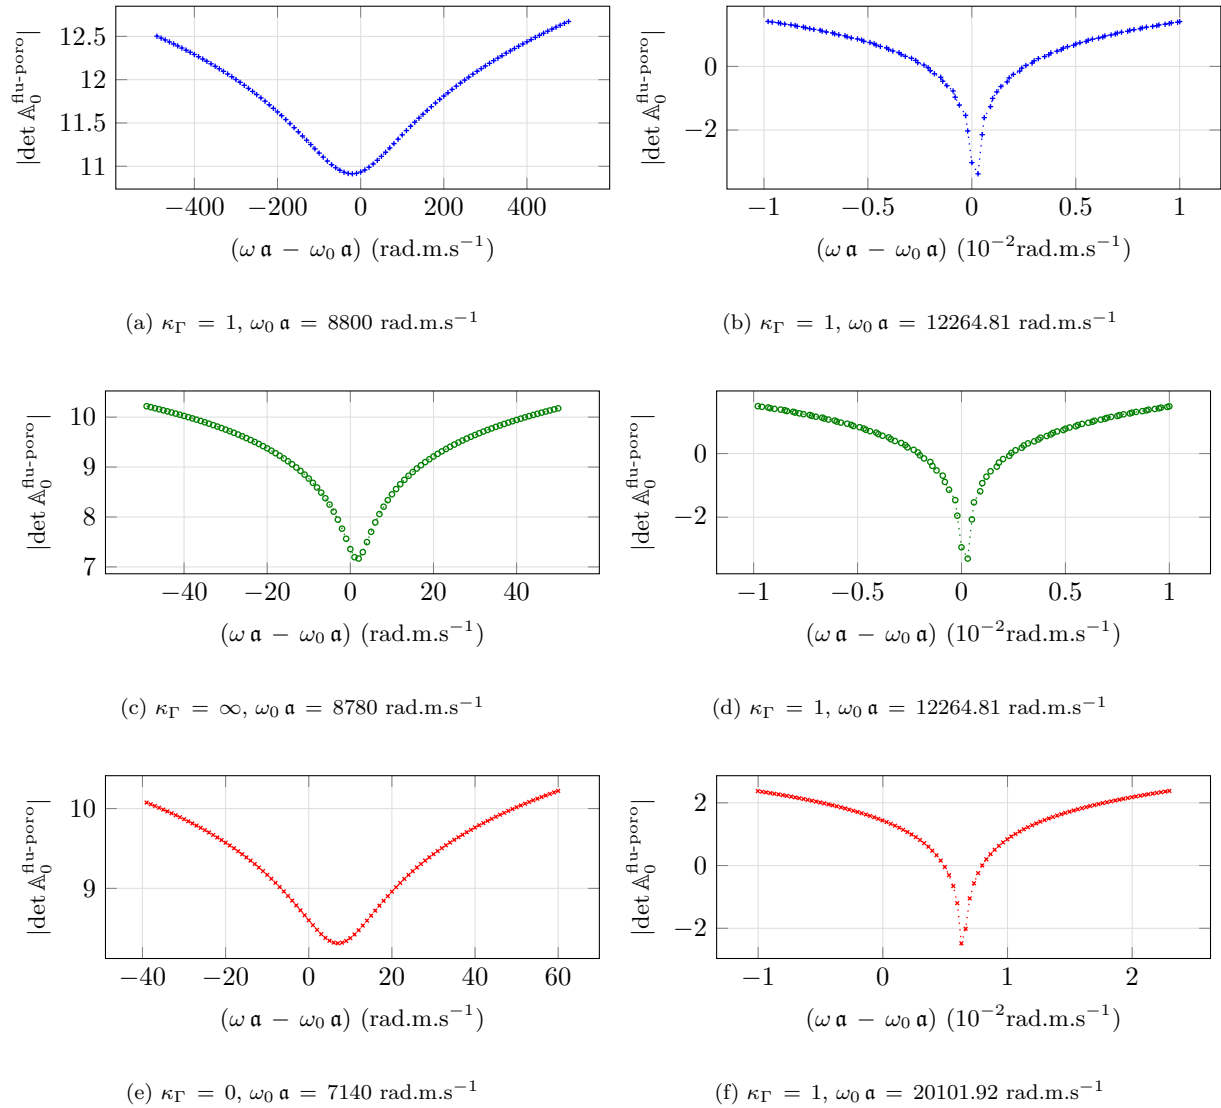 12.5
12
11.5
11
|det 𝔸₀^flu-poro|
−400 −200 0 200 400
(ω 𝔞 − ω₀ 𝔞) (rad.m.s⁻¹)
(a) κ_Γ = 1, ω₀ 𝔞 = 8800 rad.m.s⁻¹
0
−2
|det 𝔸₀^flu-poro|
−1 −0.5 0 0.5 1
(ω 𝔞 − ω₀ 𝔞) (10⁻²rad.m.s⁻¹)
(b) κ_Γ = 1, ω₀ 𝔞 = 12264.81 rad.m.s⁻¹
10
9
8
7
|det 𝔸₀^flu-poro|
−40 −20 0 20 40
(ω 𝔞 − ω₀ 𝔞) (rad.m.s⁻¹)
(c) κ_Γ = ∞, ω₀ 𝔞 = 8780 rad.m.s⁻¹
0
−2
|det 𝔸₀^flu-poro|
−1 −0.5 0 0.5 1
(ω 𝔞 − ω₀ 𝔞) (10⁻²rad.m.s⁻¹)
(d) κ_Γ = 1, ω₀ 𝔞 = 12264.81 rad.m.s⁻¹
10
9
|det 𝔸₀^flu-poro|
−40 −20 0 20 40 60
(ω 𝔞 − ω₀ 𝔞) (rad.m.s⁻¹)
(e) κ_Γ = 0, ω₀ 𝔞 = 7140 rad.m.s⁻¹
2
0
−2
|det 𝔸₀^flu-poro|
−1 0 1 2
(ω 𝔞 − ω₀ 𝔞) (10⁻²rad.m.s⁻¹)
(f) κ_Γ = 1, ω₀ 𝔞 = 20101.92 rad.m.s⁻¹